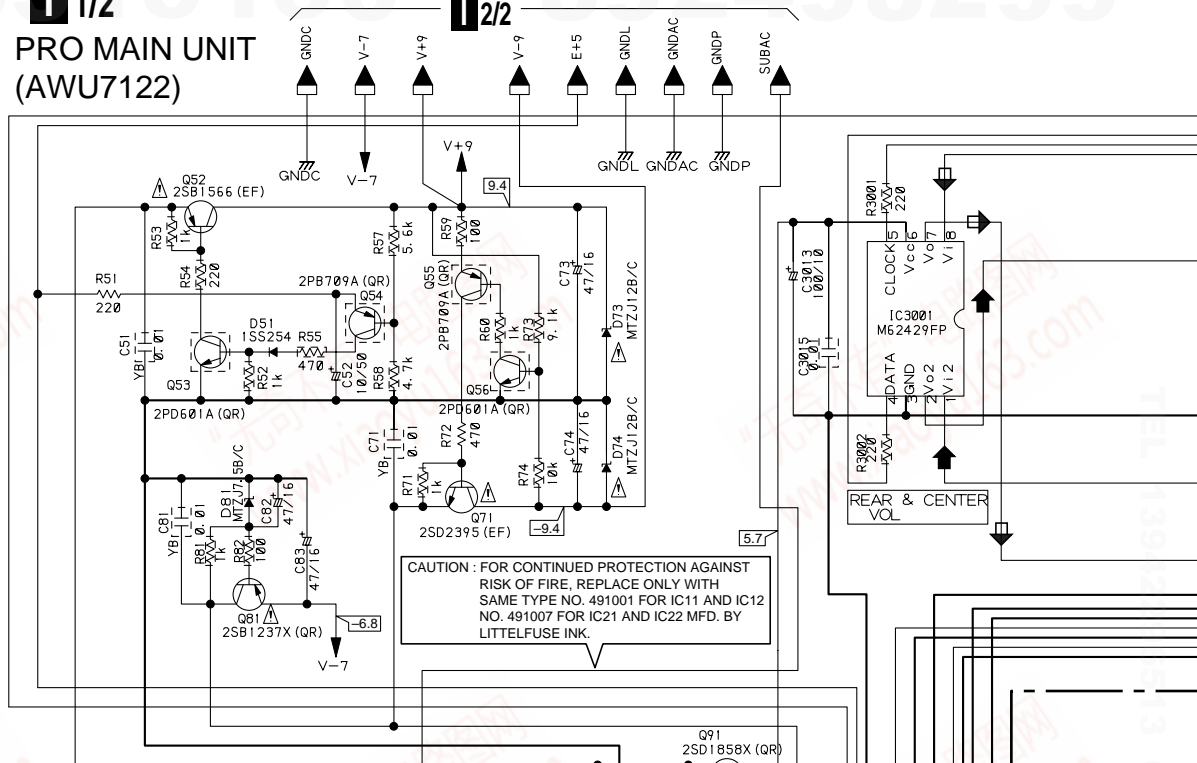 1/2
PRO MAIN UNIT
(AWU7122)
1 2/2
GNDC
V-7
V+9
V-9
E+5
GNDL
GNDAC
GNDP
SUBAC
GNDC
V-7
V+9
GNDL GNDAC GNDP
Q52
2SB1566(EF)
9.4
R53
1k
R54
220
R51
220
R57
5.6k
R59
100
Q55
2PB709A(QR)
C73
47/16
D73
MTZJ12B/C
2PB709A(QR)
Q54
D51
1SS254
R55
470
C51
YB
0.01
Q53
R52
1k
C52
10/50
R58
4.7k
R60
1k
R73
9.1k
Q56
2PD601A(QR)
2PD601A(QR)
C71
YB
0.01
R72
470
R71
1k
R74
10k
C74
47/16
D74
MTZJ12B/C
Q71
2SD2395(EF)
-9.4
C81
YB
0.01
D81
MTZJ7.5B/C
C82
47/16
R81
1k
R82
100
C83
47/16
Q81
2SB1237X(QR)
-6.8
V-7
5.7
CAUTION : FOR CONTINUED PROTECTION AGAINST
RISK OF FIRE, REPLACE ONLY WITH
SAME TYPE NO. 491001 FOR IC11 AND IC12
NO. 491007 FOR IC21 AND IC22 MFD. BY
LITTELFUSE INK.
R3001
220
CLOCK 5
Vcc 6
Vo 7
Vi 8
IC3001
M62429FP
4 DATA
3 GND
2 Vo2
1 Vi2
C3013
100/10
C3015
0.01
R3002
220
REAR & CENTER
VOL
Q91
2SD1858X(QR)